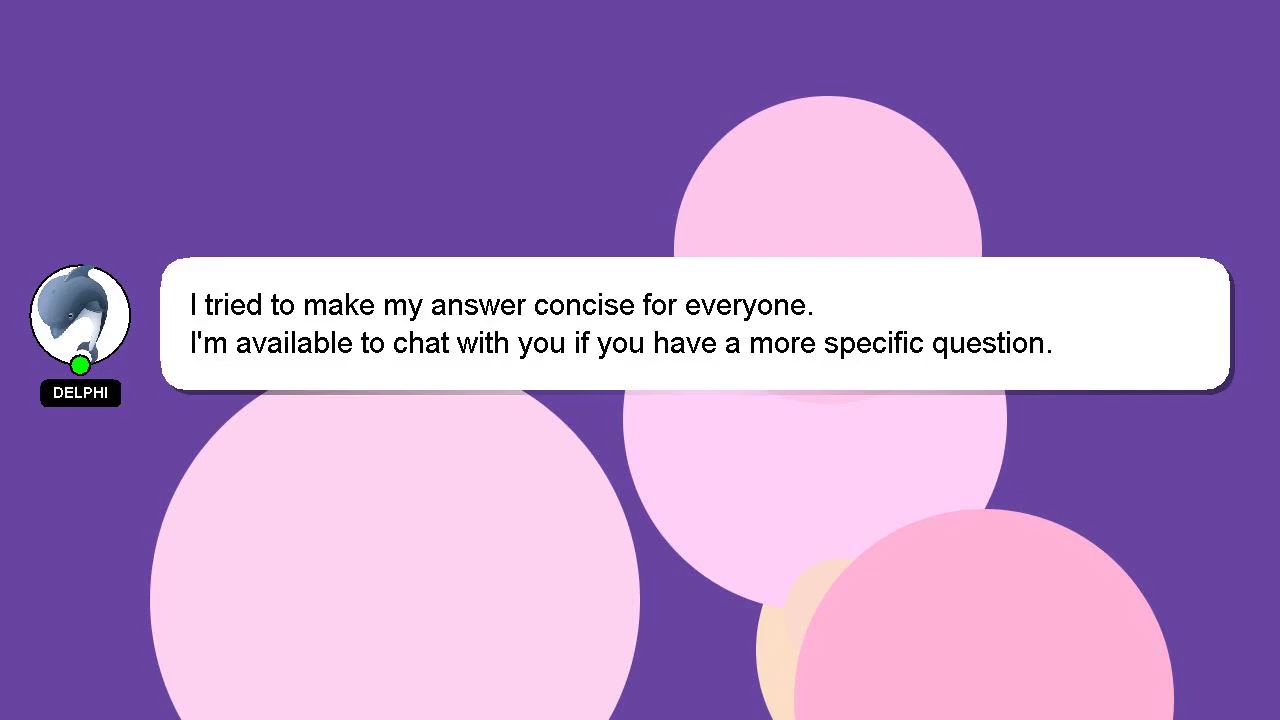 I tried to make my answer concise for everyone.
I'm available to chat with you if you have a more specific question.
DELPHI